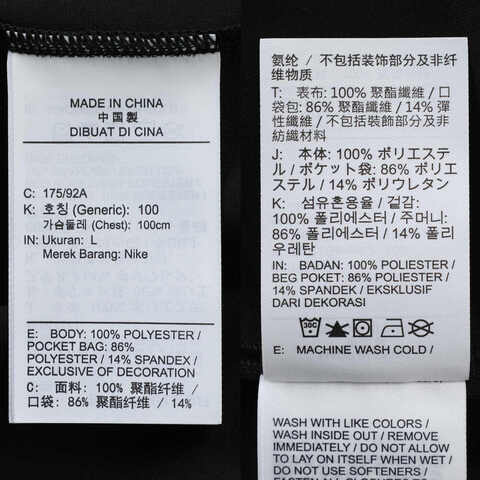 MADE IN CHINA
中國製
DIBUAT DI CINA
C: 175/92A
K: 호칭 (Generic): 100
가슴둘레 (Chest): 100cm
IN: Ukuran: L
Merek Barang: Nike
E: BODY: 100% POLYESTER /
POCKET BAG: 86%
POLYESTER / 14% SPANDEX /
EXCLUSIVE OF DECORATION
C: 面料: 100% 聚酯纤维 /
口袋: 86% 聚酯纤维 / 14%
氨纶 / 不包括装饰部分及非纤
维物质
T: 表布: 100% 聚酯纖維 / 口
袋包: 86% 聚酯纖維 / 14% 彈
性纖維 / 不包括裝飾部分及非
紡織材料
J: 本体: 100% ポリエステ
ル / ポケット袋: 86% ポリエ
ステル / 14% ポリウレタン
K: 섬유혼용율 / 겉감:
100% 폴리에스터 / 주머니:
86% 폴리에스터 / 14% 폴리
우레탄
IN: BADAN: 100% POLIESTER /
BEG POKET: 86% POLIESTER /
14% SPANDEK / EKSKLUSIF
DARI DEKORASI
30C
E: MACHINE WASH COLD /
WASH WITH LIKE COLORS /
WASH INSIDE OUT / REMOVE
IMMEDIATELY / DO NOT ALLOW
TO LAY ON ITSELF WHEN WET /
DO NOT USE SOFTENERS /